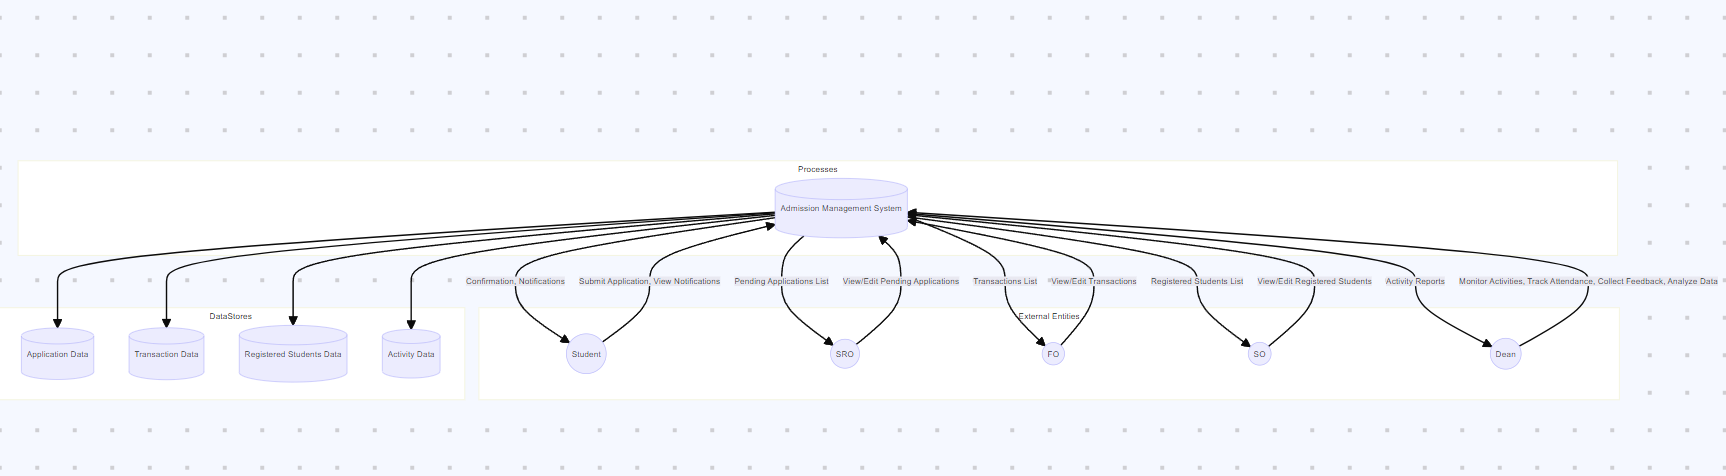 Processes
Admission Management System
Confirmation, Notifications
Submit Application, View Notifications
Pending Applications List
View/Edit Pending Applications
Transactions List
View/Edit Transactions
Registered Students List
View/Edit Registered Students
Activity Reports
Monitor Activities, Track Attendance, Collect Feedback, Analyze Data
DataStores
External Entities
Application Data
Transaction Data
Registered Students Data
Activity Data
Student
SRO
FO
SO
Dean